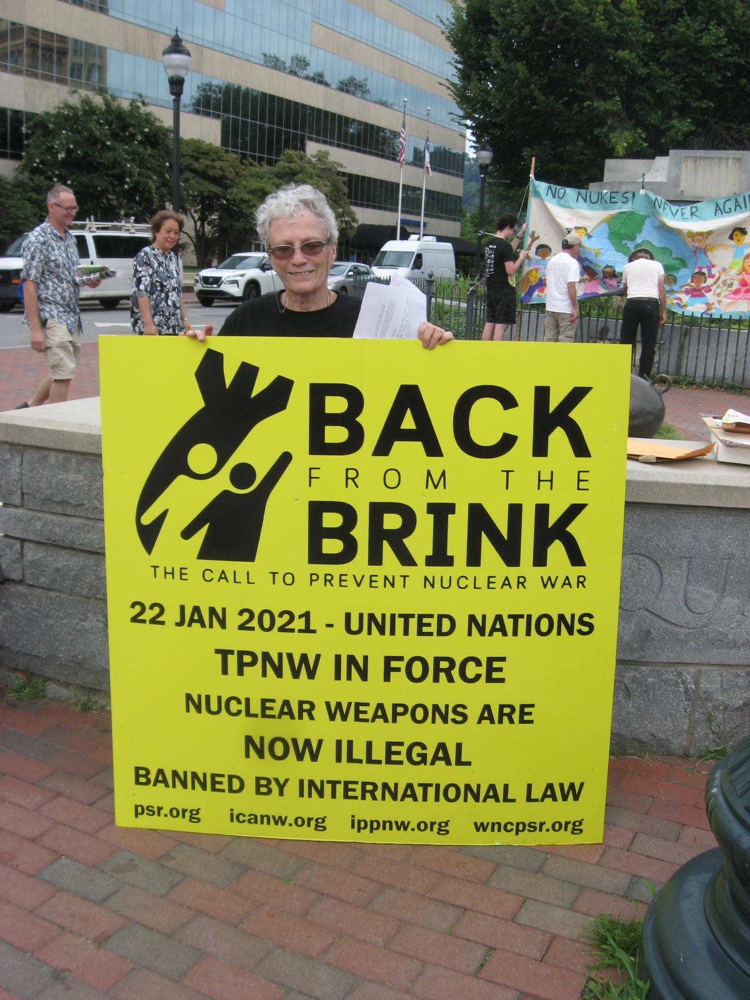 NO NUKES! NEVER AGAIN
BACK
FROM THE
BRINK
THE CALL TO PREVENT NUCLEAR WAR
22 JAN 2021 - UNITED NATIONS
TPNW IN FORCE
NUCLEAR WEAPONS ARE
NOW ILLEGAL
BANNED BY INTERNATIONAL LAW
psr.org icanw.org ippnw.org wncpsr.org
QU